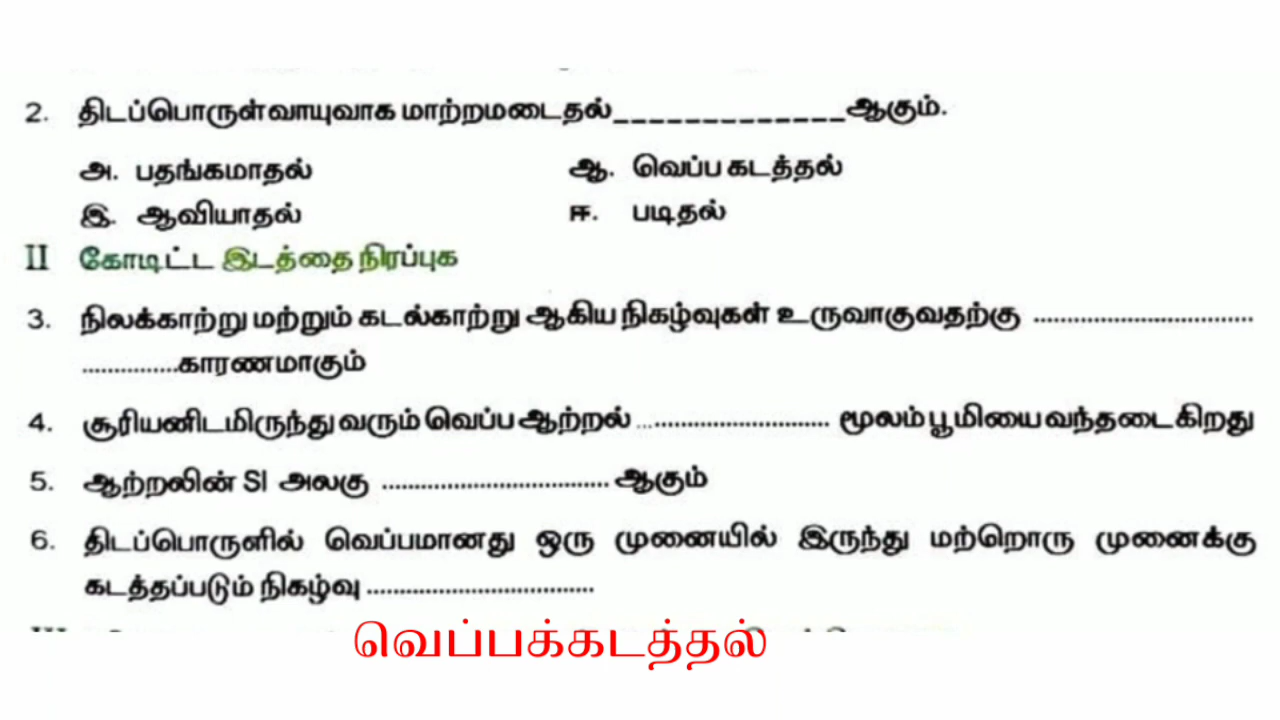 2. திடப்பொருள் வாயுவாக மாற்றமடைதல்_____________ஆகும்.
அ. பதங்கமாதல் ஆ. வெப்ப கடத்தல்
இ. ஆவியாதல் ஈ. படிதல்
II கோடிட்ட இடத்தை நிரப்புக
3. நிலக்காற்று மற்றும் கடல்காற்று ஆகிய நிகழ்வுகள் உருவாகுவதற்கு .................................
...............காரணமாகும்
4. சூரியனிடமிருந்து வரும் வெப்ப ஆற்றல் ............................. மூலம் பூமியை வந்தடைகிறது
5. ஆற்றலின் SI அலகு .................................. ஆகும்
6. திடப்பொருளில் வெப்பமானது ஒரு முனையில் இருந்து மற்றொரு முனைக்கு
கடத்தப்படும் நிகழ்வு ..................................
வெப்பக்கடத்தல்